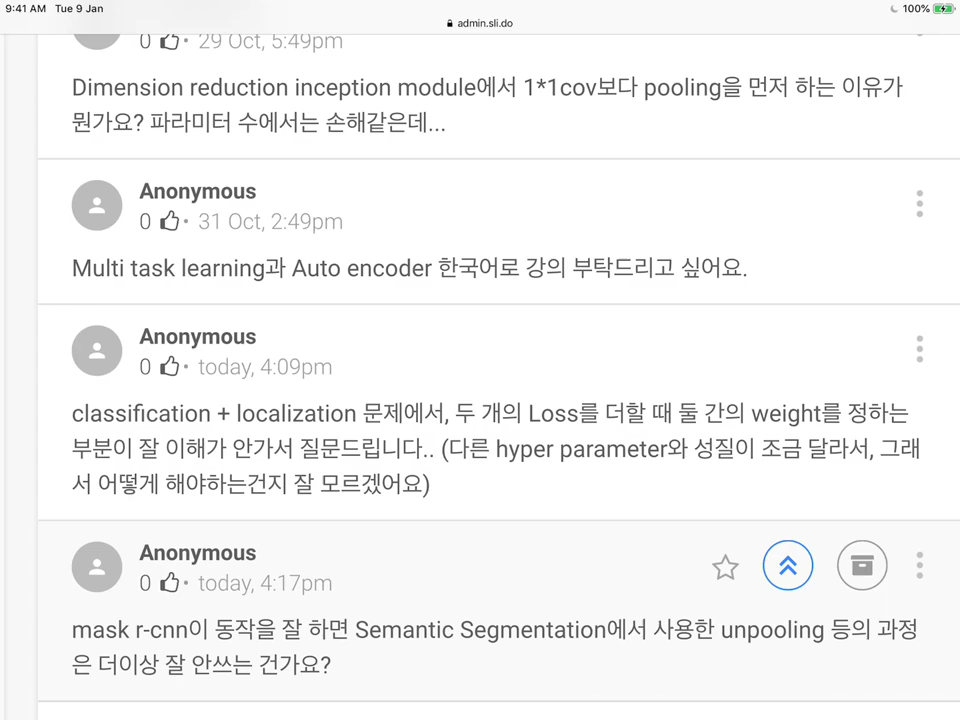 9:41 AM Tue 9 Jan 100%
admin.sli.do
0 · 29 Oct, 5:49pm
Dimension reduction inception module에서 1*1cov보다 pooling을 먼저 하는 이유가
뭔가요? 파라미터 수에서는 손해같은데...
Anonymous
0 · 31 Oct, 2:49pm
Multi task learning과 Auto encoder 한국어로 강의 부탁드리고 싶어요.
Anonymous
0 · today, 4:09pm
classification + localization 문제에서, 두 개의 Loss를 더할 때 둘 간의 weight를 정하는
부분이 잘 이해가 안가서 질문드립니다.. (다른 hyper parameter와 성질이 조금 달라서, 그래
서 어떻게 해야하는건지 잘 모르겠어요)
Anonymous
0 · today, 4:17pm
mask r-cnn이 동작을 잘 하면 Semantic Segmentation에서 사용한 unpooling 등의 과정
은 더이상 잘 안쓰는 건가요?